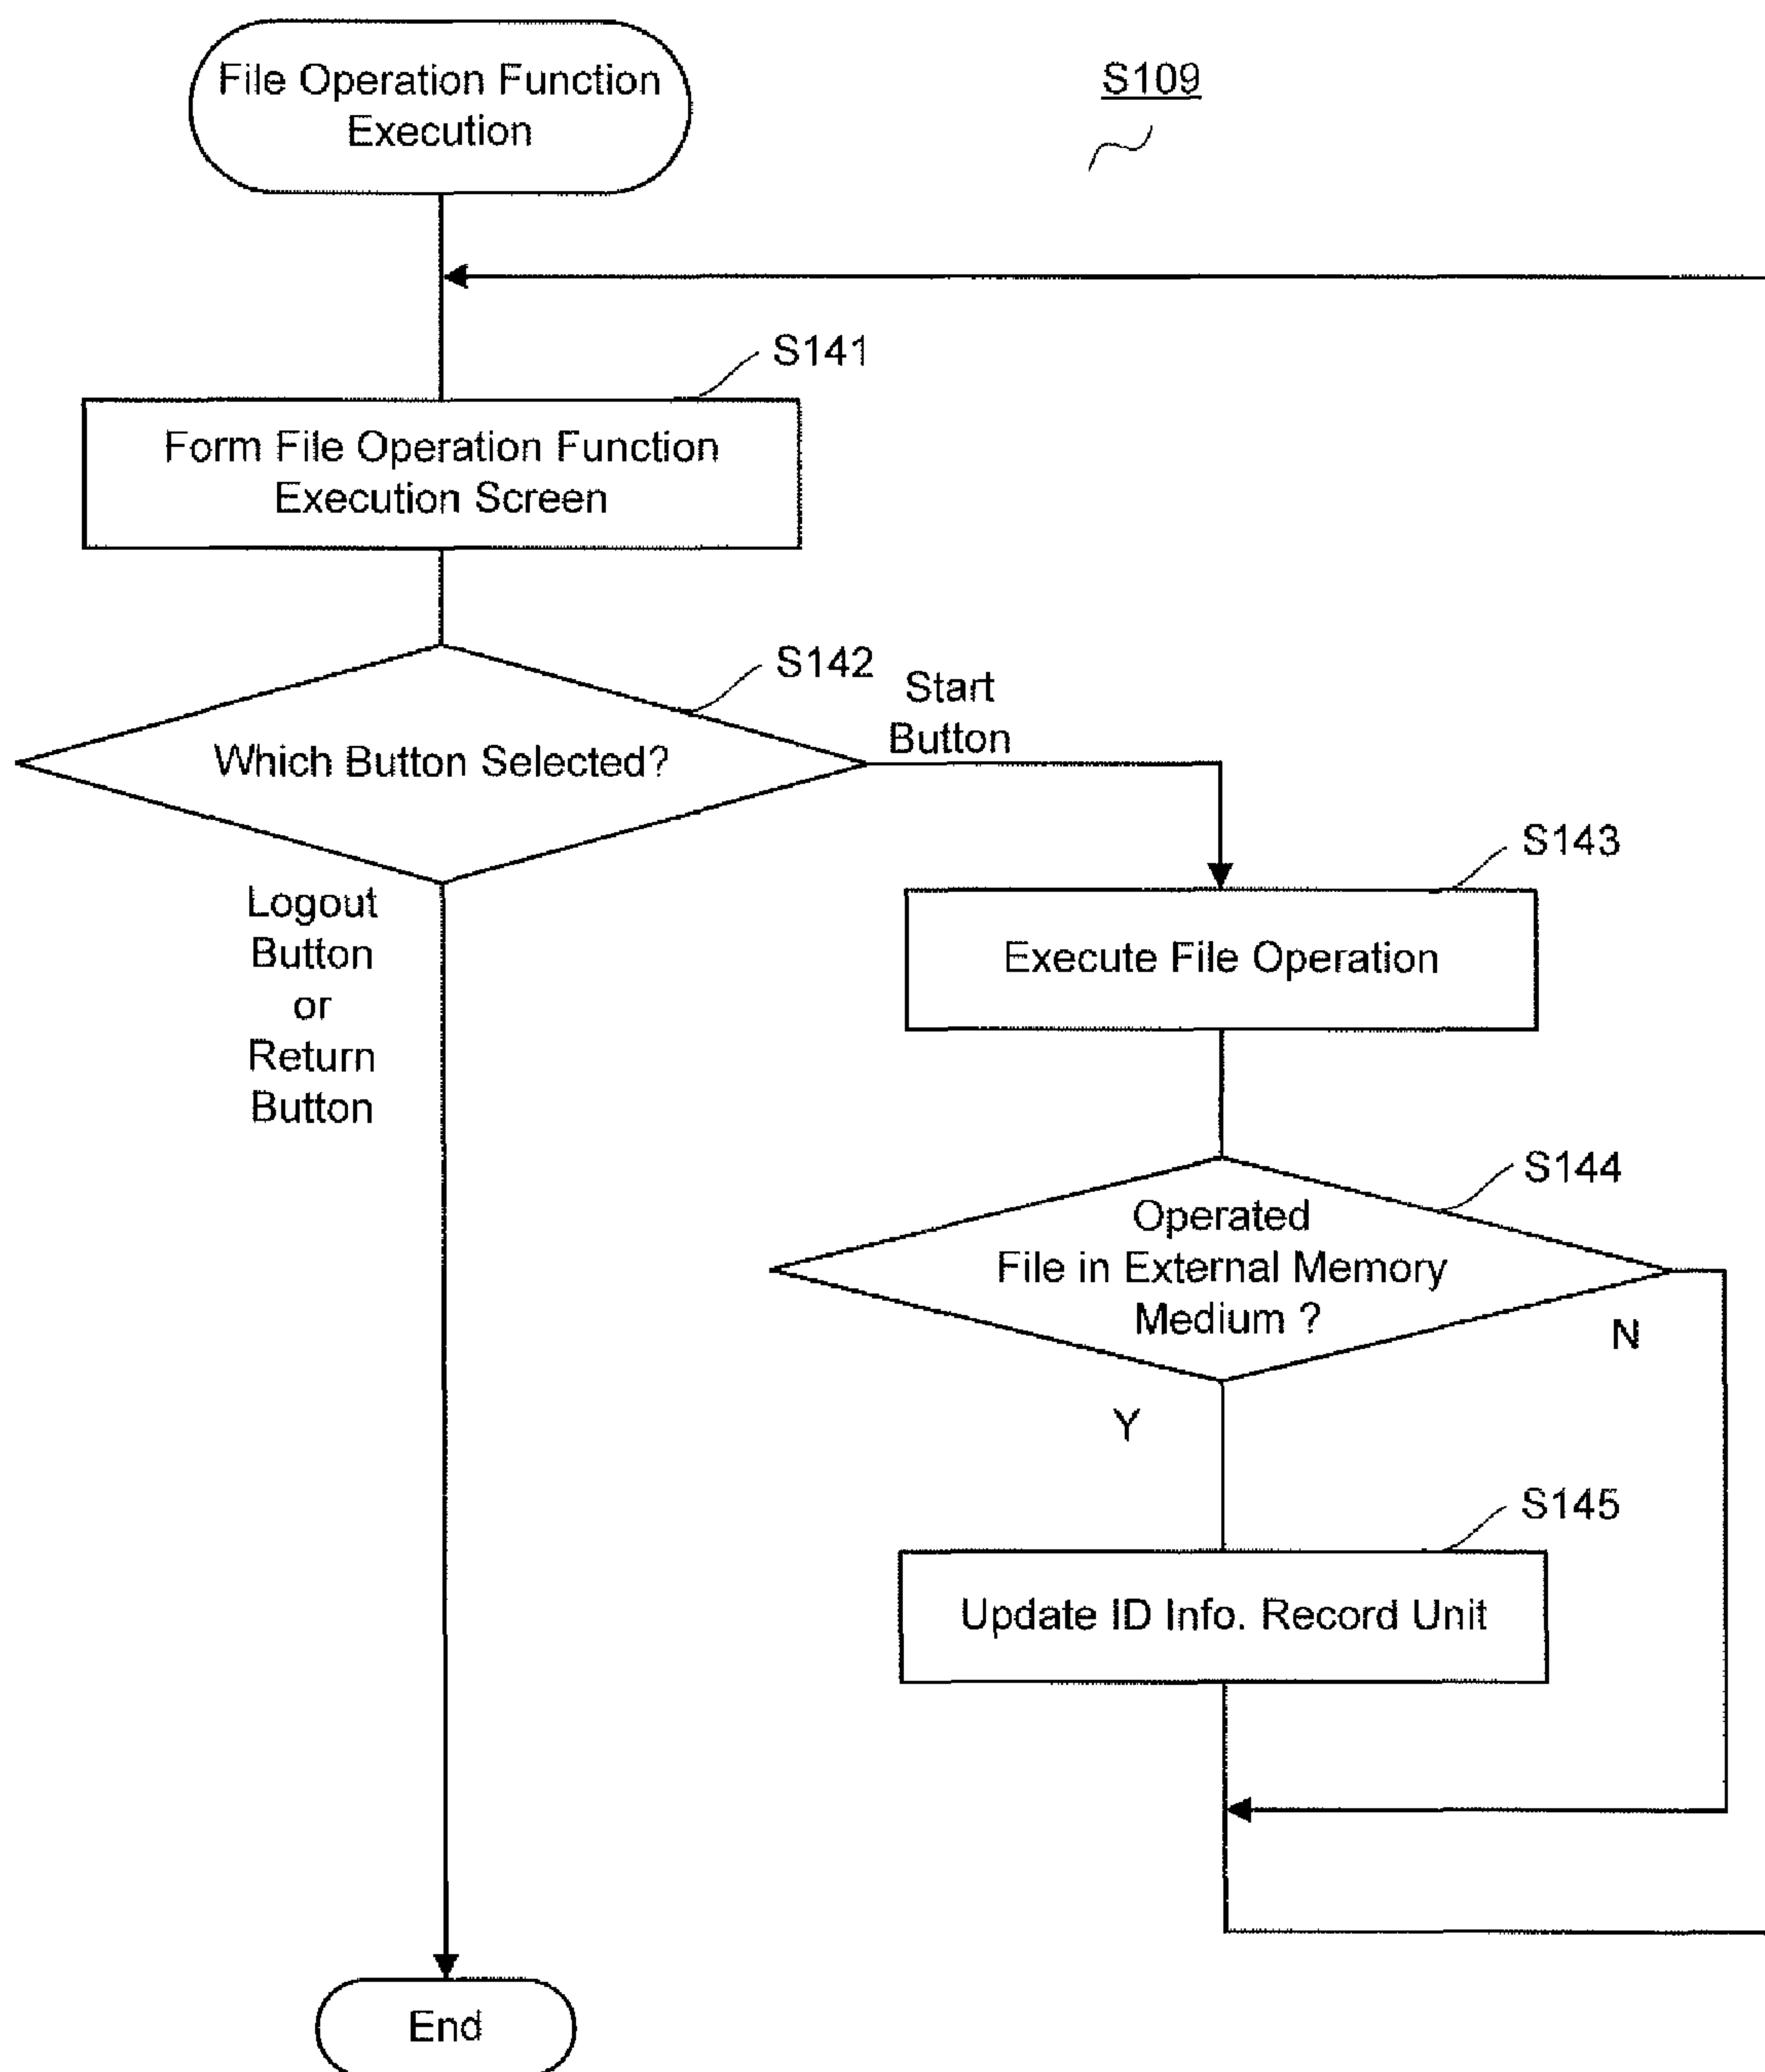 File Operation Function
Execution
S109
S141
Form File Operation Function
Execution Screen
S142
Start
Button
Which Button Selected?
Logout
Button
or
Return
Button
S143
Execute File Operation
S144
Operated
File in External Memory
Medium ?
N
Y
S145
Update ID Info. Record Unit
End